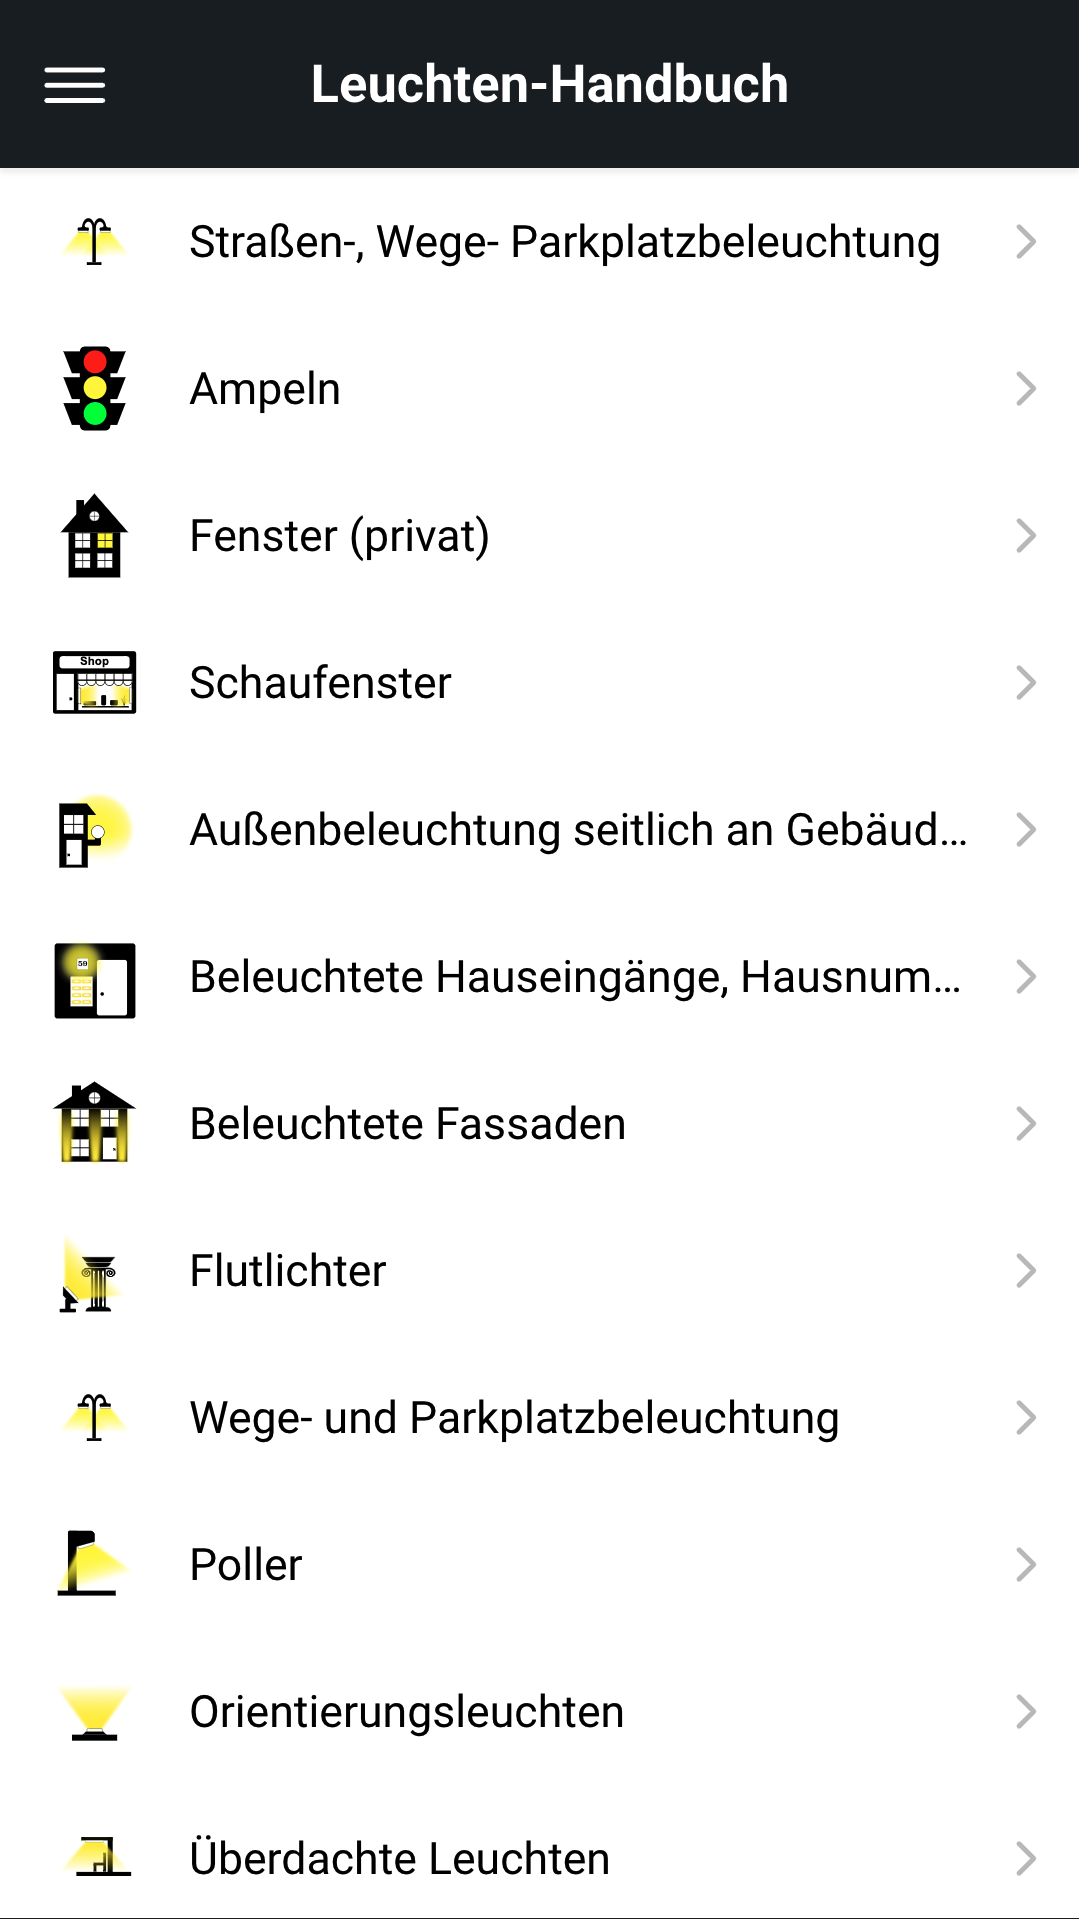 Leuchten-Handbuch
Straßen-, Wege- Parkplatzbeleuchtung
Ampeln
Fenster (privat)
Shop
Schaufenster
Außenbeleuchtung seitlich an Gebäud...
59
Beleuchtete Hauseingänge, Hausnum...
Beleuchtete Fassaden
Flutlichter
Wege- und Parkplatzbeleuchtung
Poller
Orientierungsleuchten
Überdachte Leuchten